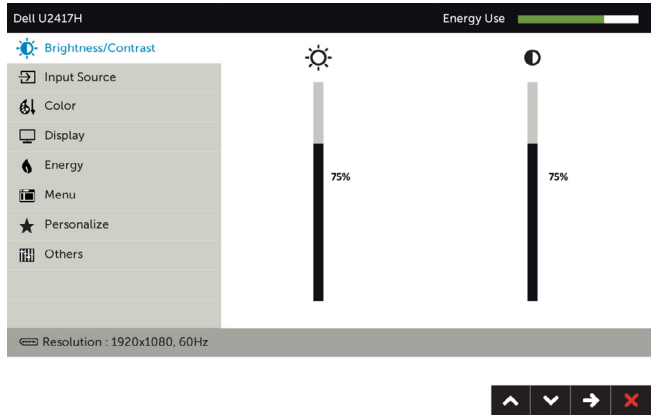 Dell U2417H
Energy Use
Brightness/Contrast
Input Source
Color
Display
Energy
Menu
Personalize
Others
75%
75%
Resolution : 1920x1080, 60Hz